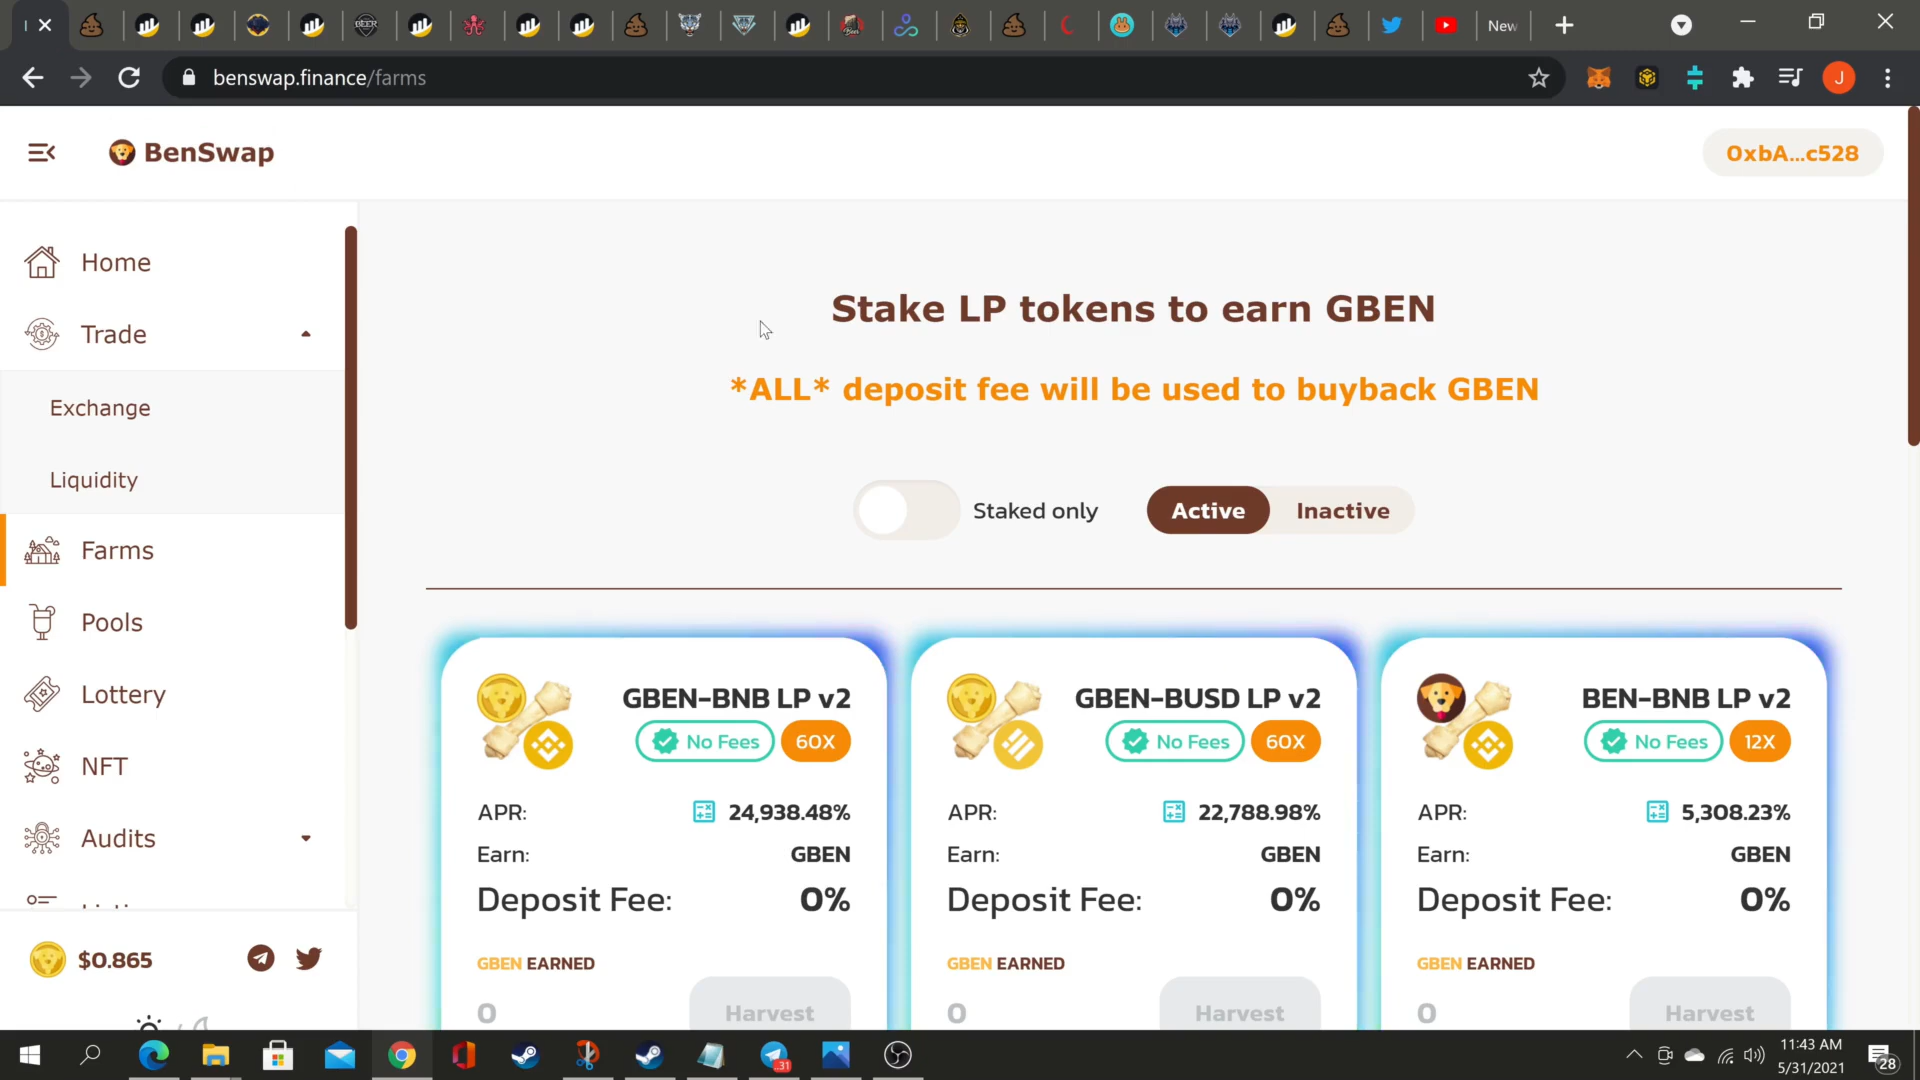 New
benswap.finance/farms
J
BenSwap
0xbA...c528
Home
Trade
Exchange
Liquidity
Farms
Pools
Lottery
NFT
Audits
$0.865
Stake LP tokens to earn GBEN
*ALL* deposit fee will be used to buyback GBEN
Staked only
Active
Inactive
GBEN-BNB LP v2
No Fees
60X
APR:
24,938.48%
Earn:
GBEN
Deposit Fee:
0%
GBEN EARNED
0
Harvest
GBEN-BUSD LP v2
No Fees
60X
APR:
22,788.98%
Earn:
GBEN
Deposit Fee:
0%
GBEN EARNED
0
Harvest
BEN-BNB LP v2
No Fees
12X
APR:
5,308.23%
Earn:
GBEN
Deposit Fee:
0%
GBEN EARNED
0
Harvest
31
11:43 AM
5/31/2021
28